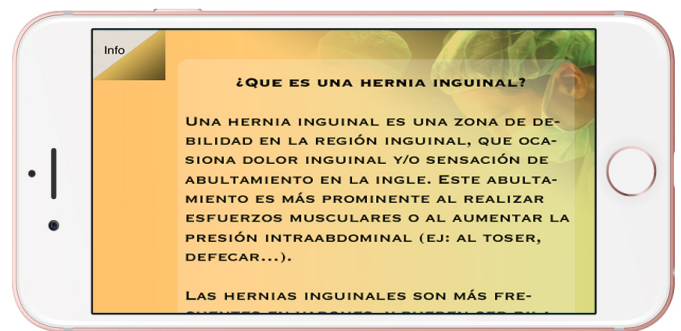 Info
¿Que es una hernia inguinal?
Una hernia inguinal es una zona de de-
bilidad en la región inguinal, que oca-
siona dolor inguinal y/o sensación de
abultamiento en la ingle. Este abulta-
miento es más prominente al realizar
esfuerzos musculares o al aumentar la
presión intraabdominal (ej: al toser,
defecar...).
Las hernias inguinales son más fre-